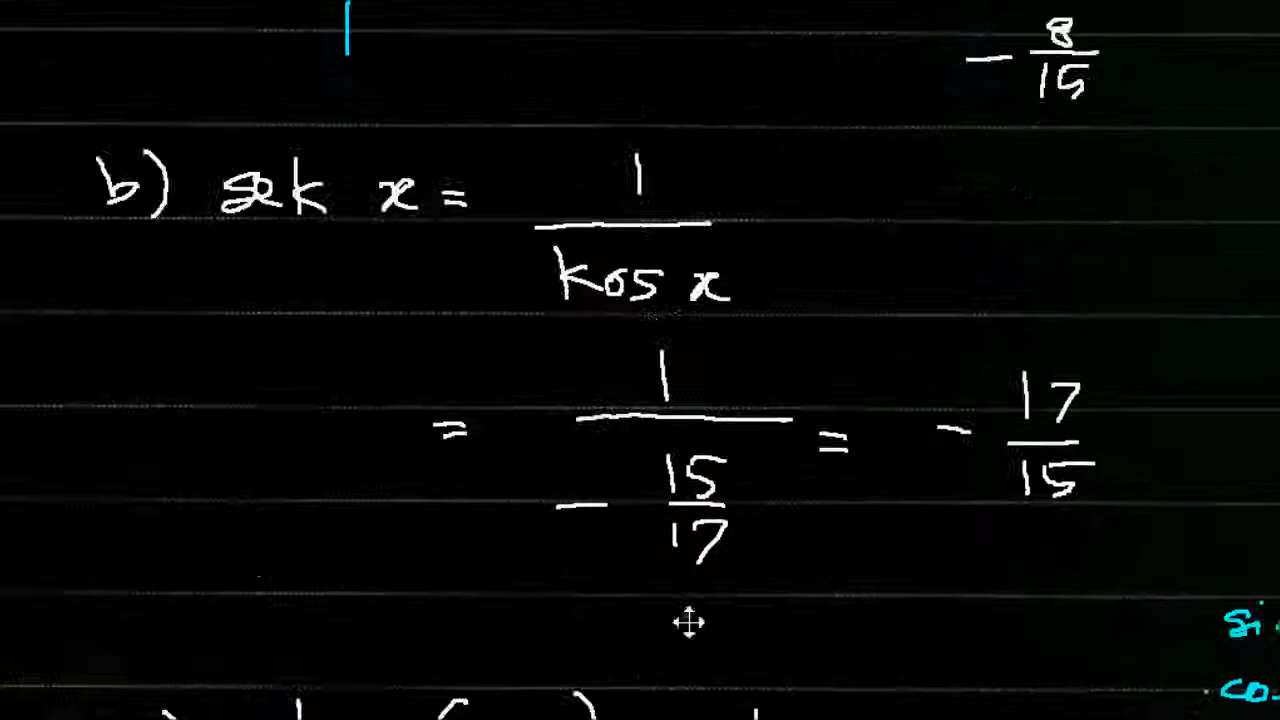 - 8/15
b) sek x = 1/kos x
= 1/(- 15/17) = - 17/15